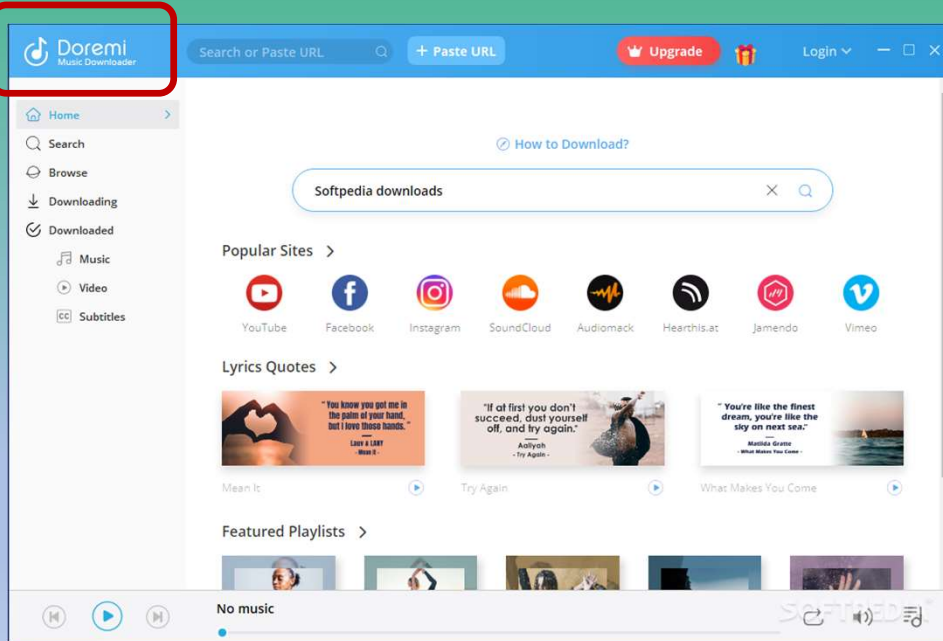 Doremi
Music Downloader
Search or Paste URL
+ Paste URL
Upgrade
Login
Home
Search
Browse
Downloading
Downloaded
Music
Video
CC Subtitles
How to Download?
Softpedia downloads
Popular Sites
YouTube Facebook Instagram SoundCloud Audiomack Hearthis.at Jamendo Vimeo
Lyrics Quotes
"You know you got me in
the palm of your hand,
but i love those hands."
Lauv & LANY
- Mean It -
"If at first you don't
succeed, dust yourself
off, and try again."
Aaliyah
- Try Again -
"You're like the finest
dream, you're like the
sky on next sea."
Matilda Gratte
- What Makes You Come -
Mean It
Try Again
What Makes You Come
Featured Playlists
No music
SOFTPEDIA